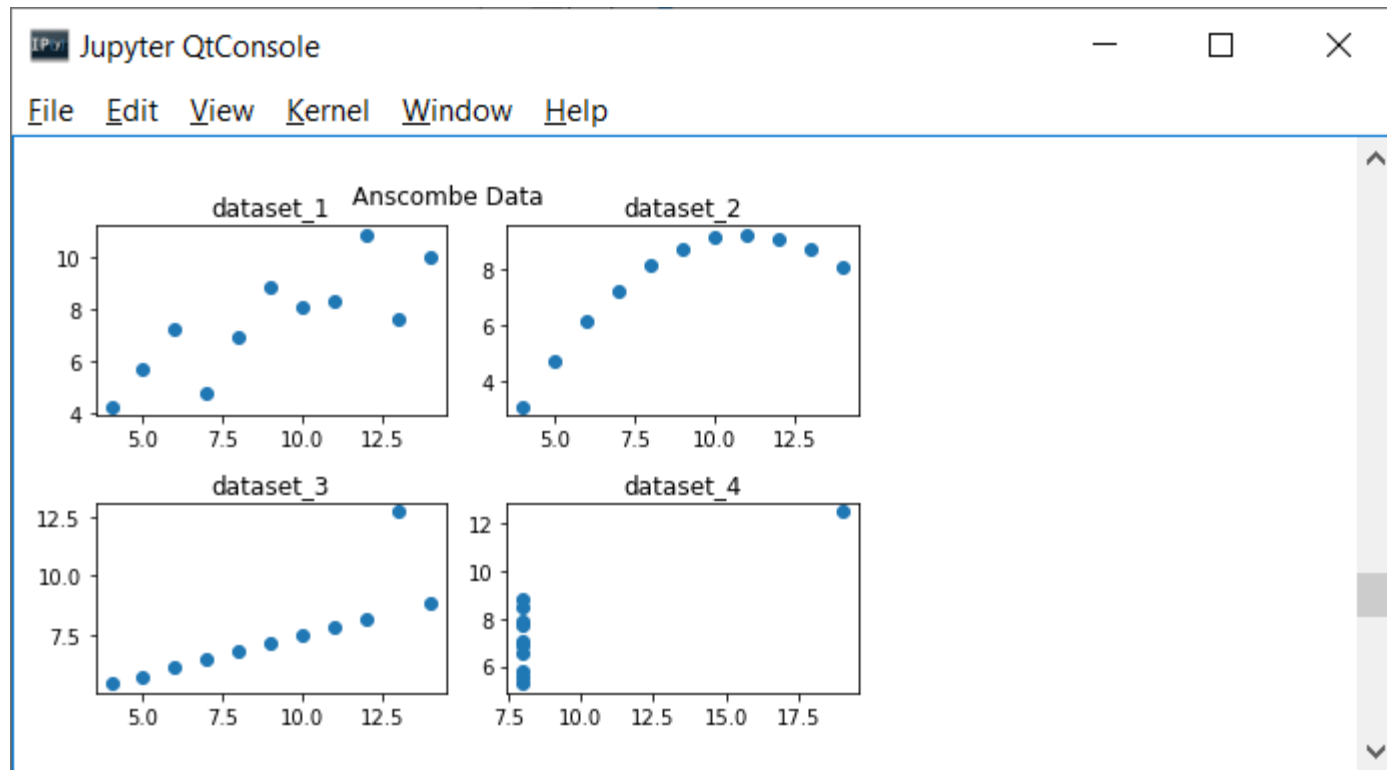 IPy Jupyter QtConsole
File Edit View Kernel Window Help
Anscombe Data
dataset_1
10
8
6
4
5.0 7.5 10.0 12.5
dataset_2
8
6
4
5.0 7.5 10.0 12.5
dataset_3
12.5
10.0
7.5
5.0 7.5 10.0 12.5
dataset_4
12
10
8
6
7.5 10.0 12.5 15.0 17.5